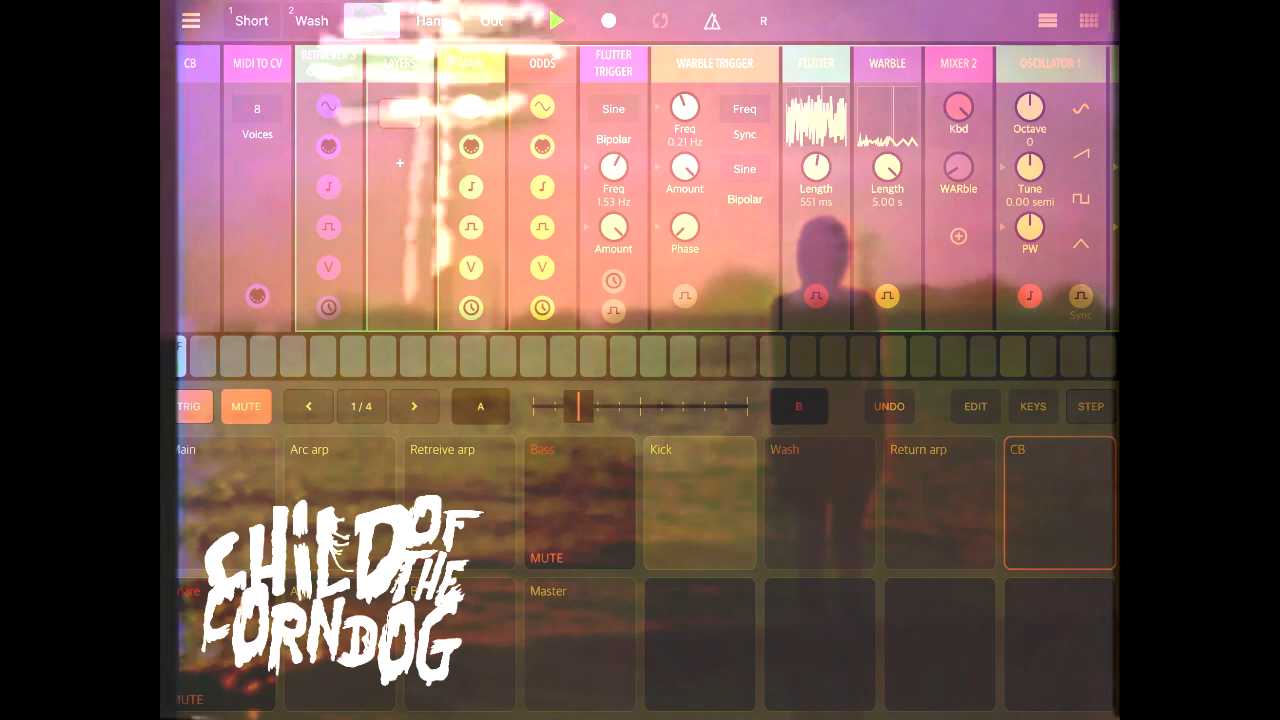 1 Short 2 Wash Out R
CB MIDI TO CV RETRIEVER'S LAYERS MAIN ODDS FLUTTER TRIGGER WARBLE TRIGGER FLUTTER WARBLE MIXER 2 OSCILLATOR 1
8 Sine Freq
Voices Bipolar Freq Sync Kbd Octave
0.21 Hz 0
Sine
Freq Amount Length Length WARble Tune
1.53 Hz Bipolar 551 ms 5.00 s 0.00 semi
Amount Phase PW
V V V
Sync
F
TRIG MUTE < 1/4 > A B UNDO EDIT KEYS STEP
Main Arc arp Retreive arp Bass Kick Wash Return arp CB
MUTE
CHILD OF THE CORNDOG
Master
MUTE